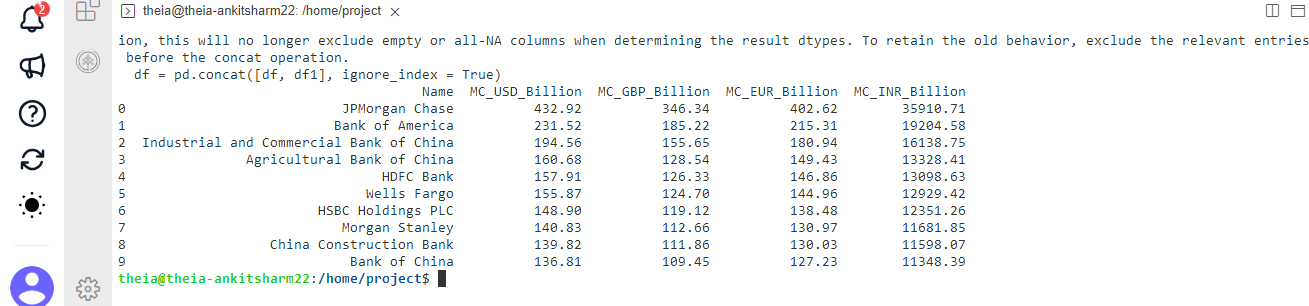 2
theia@theia-ankitsharm22: /home/project ×
ion, this will no longer exclude empty or all-NA columns when determining the result dtypes. To retain the old behavior, exclude the relevant entries
before the concat operation.
df = pd.concat([df, df1], ignore_index = True)
Name MC_USD_Billion MC_GBP_Billion MC_EUR_Billion MC_INR_Billion
0 JPMorgan Chase 432.92 346.34 402.62 35910.71
1 Bank of America 231.52 185.22 215.31 19204.58
2 Industrial and Commercial Bank of China 194.56 155.65 180.94 16138.75
3 Agricultural Bank of China 160.68 128.54 149.43 13328.41
4 HDFC Bank 157.91 126.33 146.86 13098.63
5 Wells Fargo 155.87 124.70 144.96 12929.42
6 HSBC Holdings PLC 148.90 119.12 138.48 12351.26
7 Morgan Stanley 140.83 112.66 130.97 11681.85
8 China Construction Bank 139.82 111.86 130.03 11598.07
9 Bank of China 136.81 109.45 127.23 11348.39
theia@theia-ankitsharm22:/home/project$